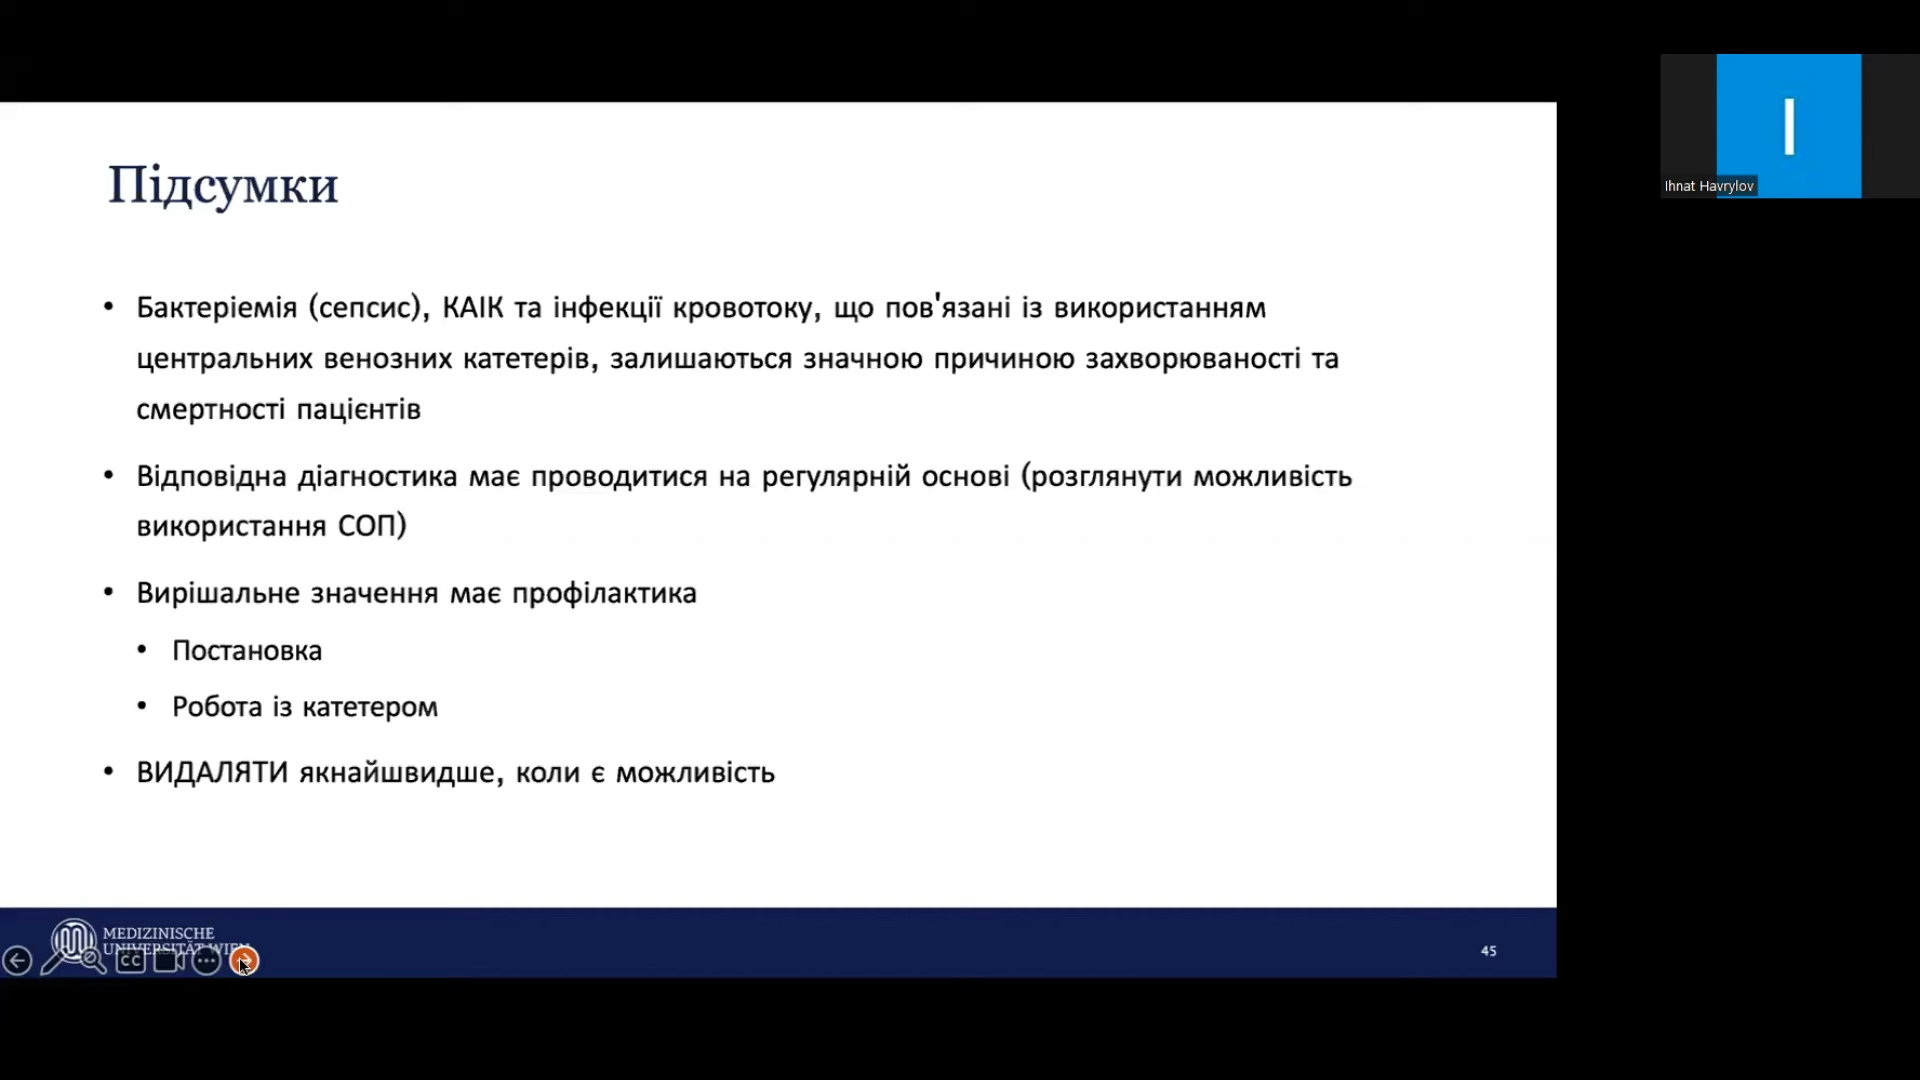 Підсумки
• Бактеріемія (сепсис), КАІК та інфекції кровотоку, що пов'язані із використанням
центральних венозних катетерів, залишаються значною причиною захворюваності та
смертності пацієнтів
• Відповідна діагностика має проводитися на регулярній основі (розглянути можливість
використання СОП)
• Вирішальне значення має профілактика
• Постановка
• Робота із катетером
• ВИДАЛЯТИ якнайшвидше, коли є можливість
MEDIZINISCHE
UNIVERSITÄT WIEN
CC
45
I
Ihnat Havrylov